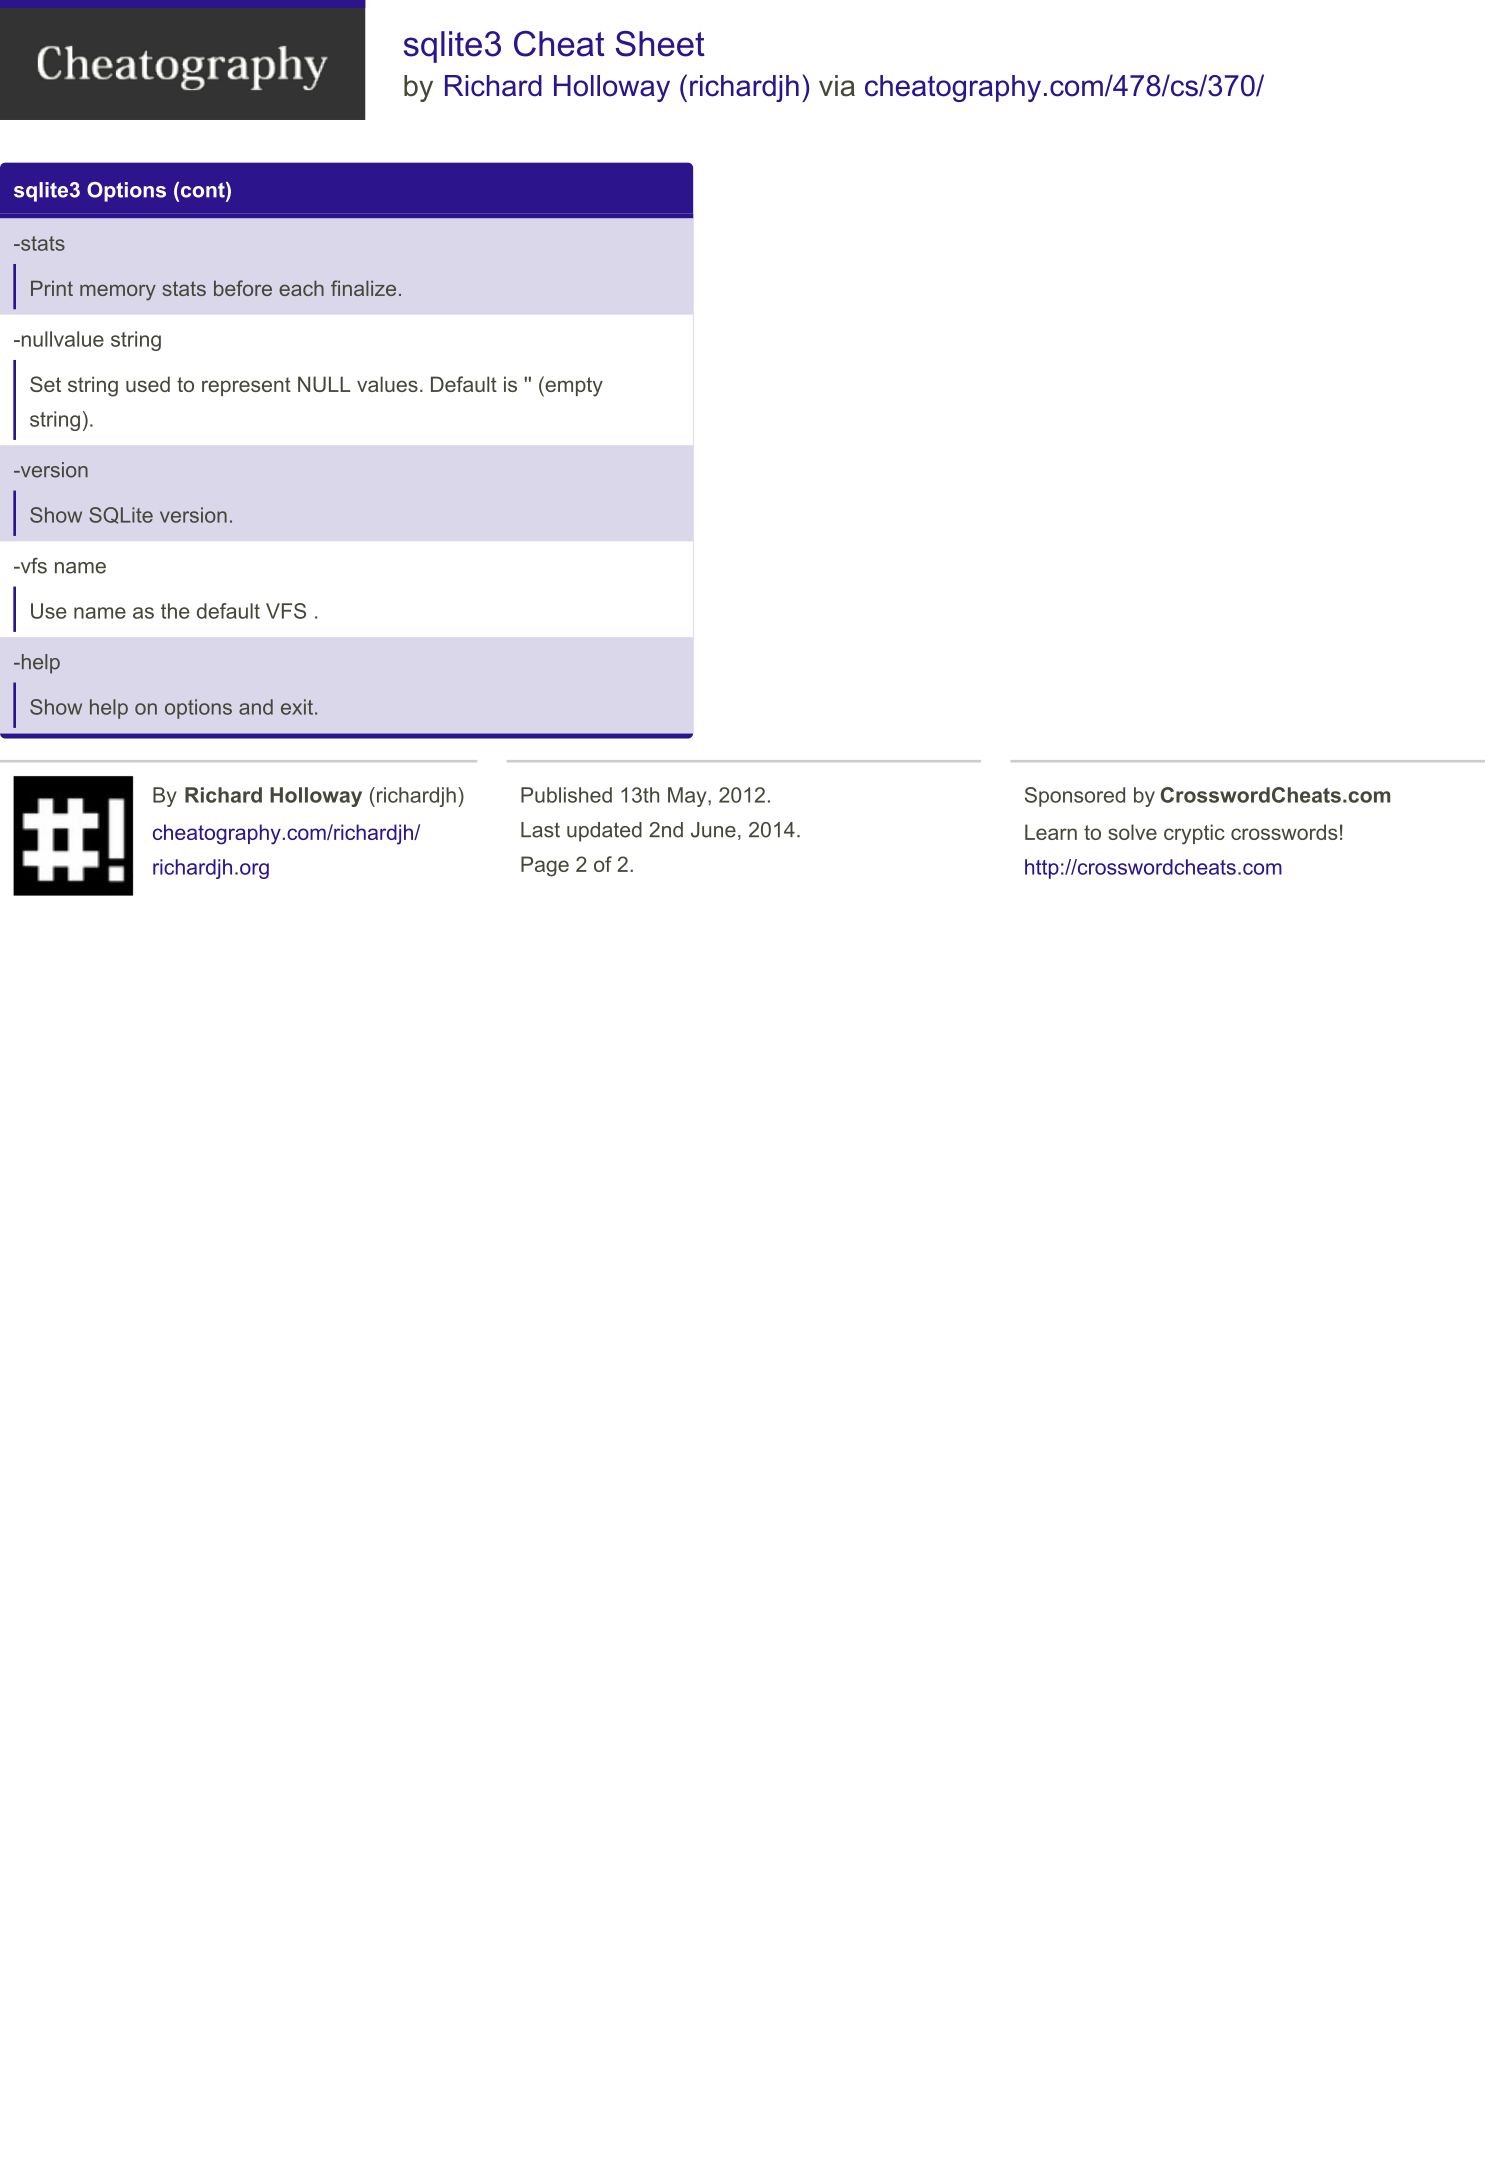 Cheatography
sqlite3 Cheat Sheet
by Richard Holloway (richardjh) via cheatography.com/478/cs/370/
sqlite3 Options (cont)
-stats
Print memory stats before each finalize.
-nullvalue string
Set string used to represent NULL values. Default is '' (empty
string).
-version
Show SQLite version.
-vfs name
Use name as the default VFS .
-help
Show help on options and exit.
#!
By Richard Holloway (richardjh)
cheatography.com/richardjh/
richardjh.org
Published 13th May, 2012.
Last updated 2nd June, 2014.
Page 2 of 2.
Sponsored by CrosswordCheats.com
Learn to solve cryptic crosswords!
http://crosswordcheats.com